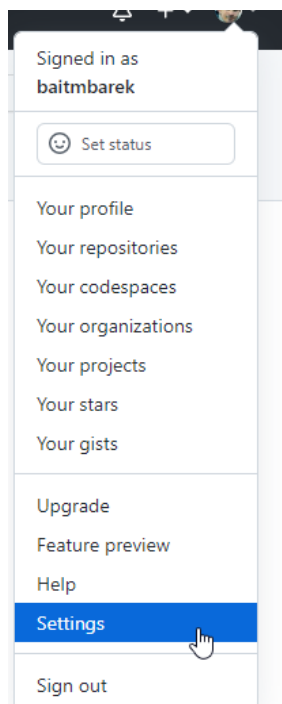 Signed in as
baitmbarek
Set status
Your profile
Your repositories
Your codespaces
Your organizations
Your projects
Your stars
Your gists
Upgrade
Feature preview
Help
Settings
Sign out